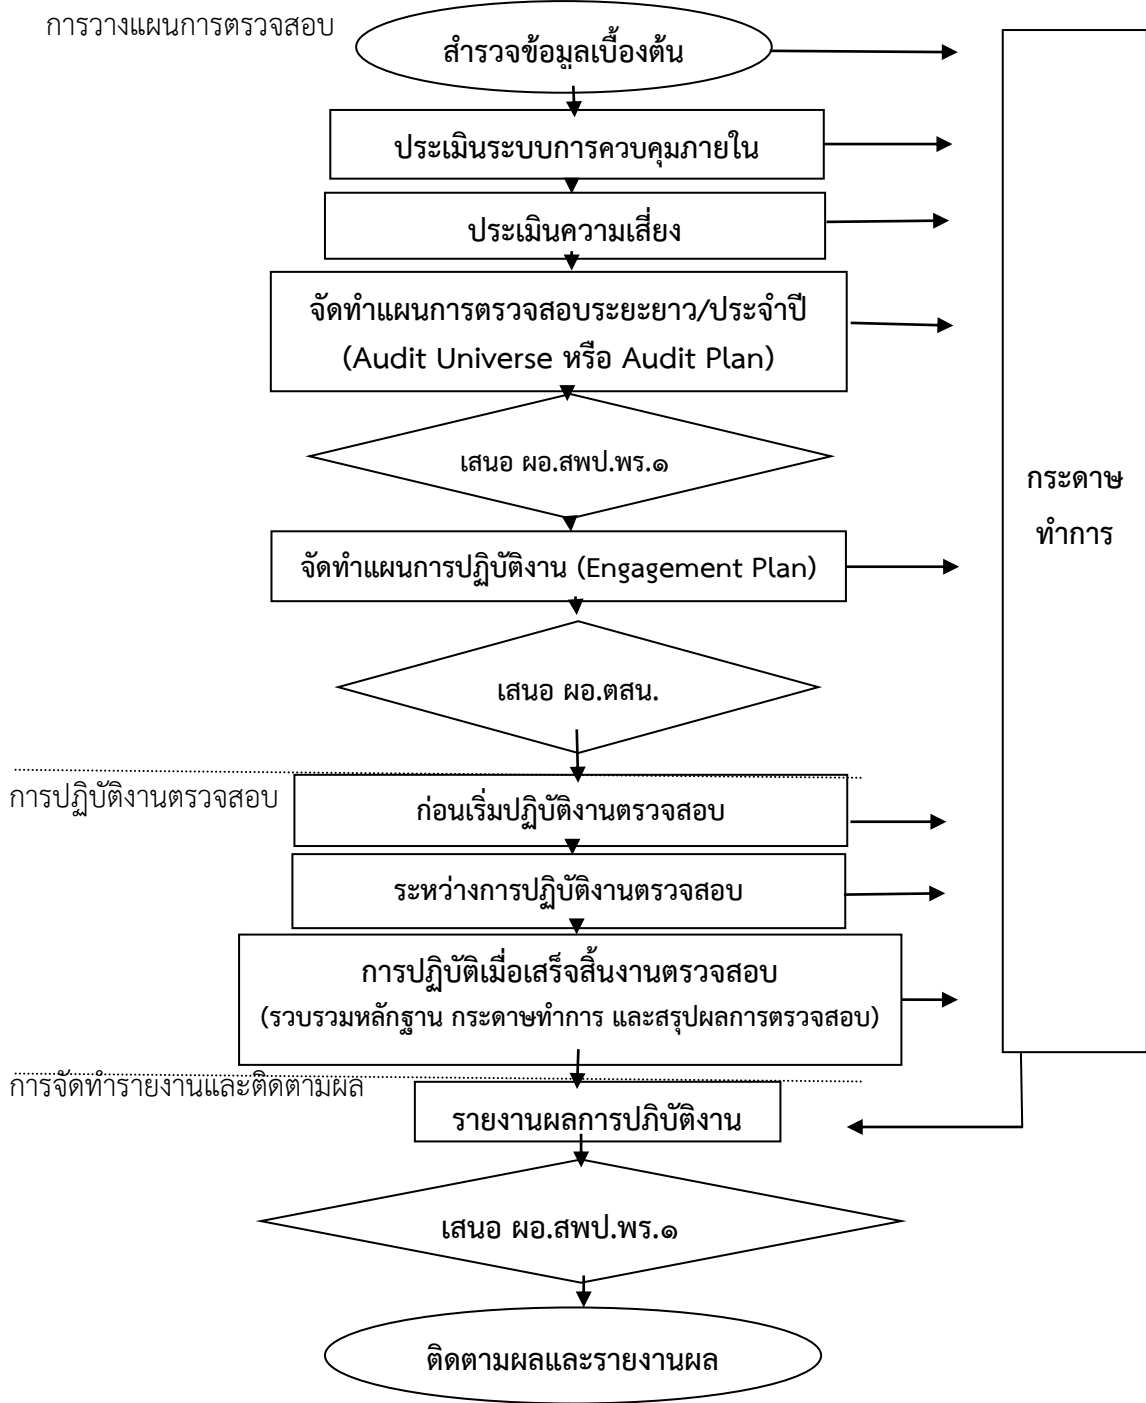 การวางแผนการตรวจสอบ
สำรวจข้อมูลเบื้องต้น
ประเมินระบบการควบคุมภายใน
ประเมินความเสี่ยง
จัดทำแผนการตรวจสอบระยะยาว/ประจำปี
(Audit Universe หรือ Audit Plan)
เสนอ ผอ.สพป.พร.๑
กระดาษ
ทำการ
จัดทำแผนการปฏิบัติงาน (Engagement Plan)
เสนอ ผอ.ตสน.
การปฏิบัติงานตรวจสอบ
ก่อนเริ่มปฏิบัติงานตรวจสอบ
ระหว่างการปฏิบัติงานตรวจสอบ
การปฏิบัติเมื่อเสร็จสิ้นงานตรวจสอบ
(รวบรวมหลักฐาน กระดาษทำการ และสรุปผลการตรวจสอบ)
การจัดทำรายงานและติดตามผล
รายงานผลการปภิบัติงาน
เสนอ ผอ.สพป.พร.๑
ติดตามผลและรายงานผล